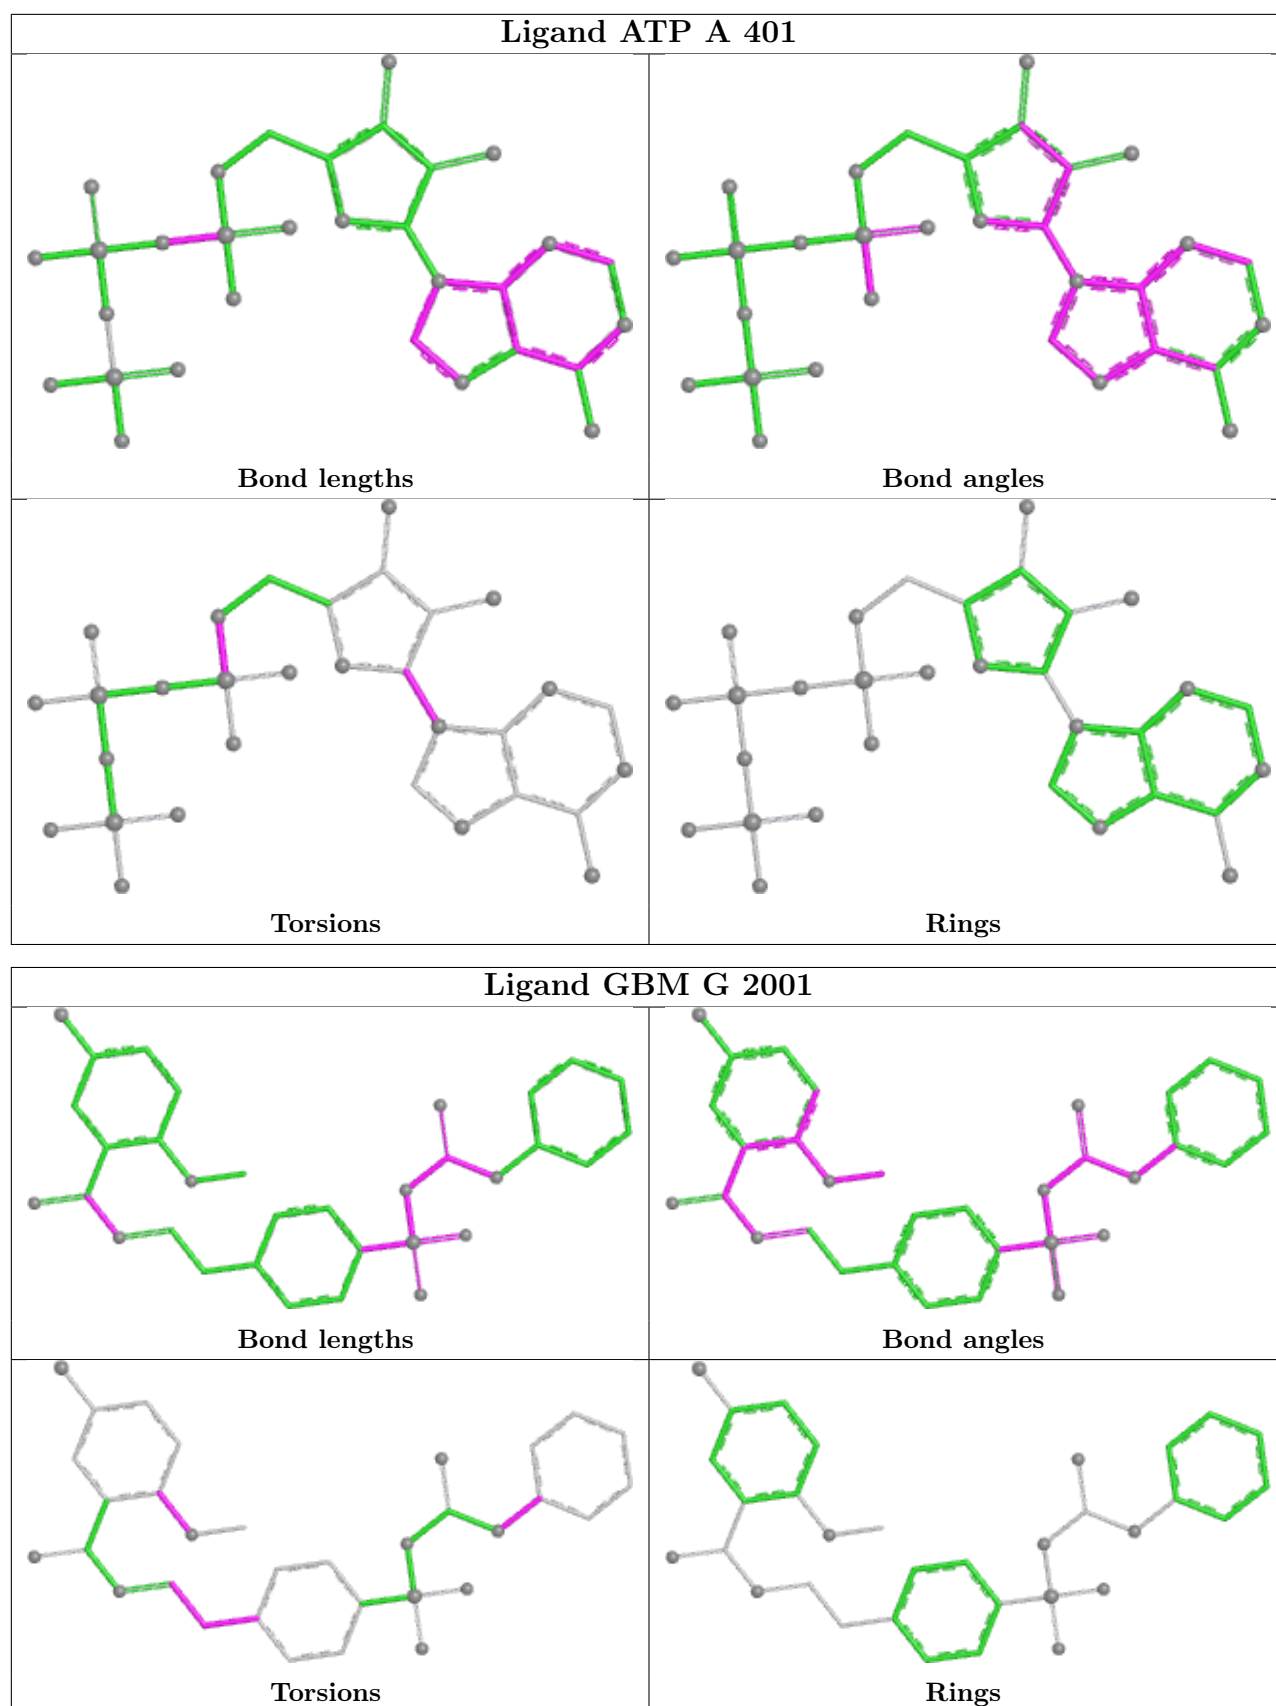 Ligand ATP A 401
Bond lengths
Bond angles
Torsions
Rings
Ligand GBM G 2001
Bond lengths
Bond angles
Torsions
Rings